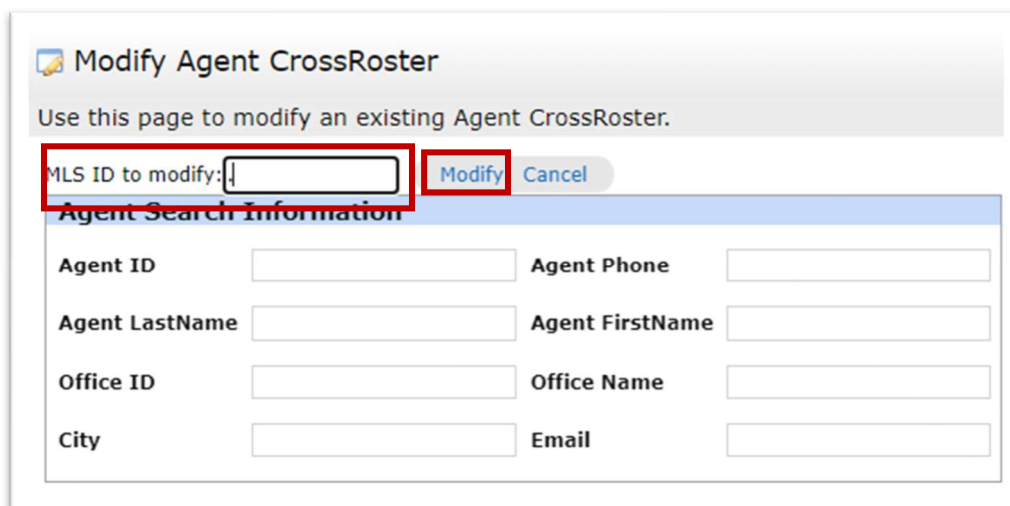 Modify Agent CrossRoster
Use this page to modify an existing Agent CrossRoster.
MLS ID to modify: . Modify Cancel
Agent Search Information
Agent ID Agent Phone
Agent LastName Agent FirstName
Office ID Office Name
City Email